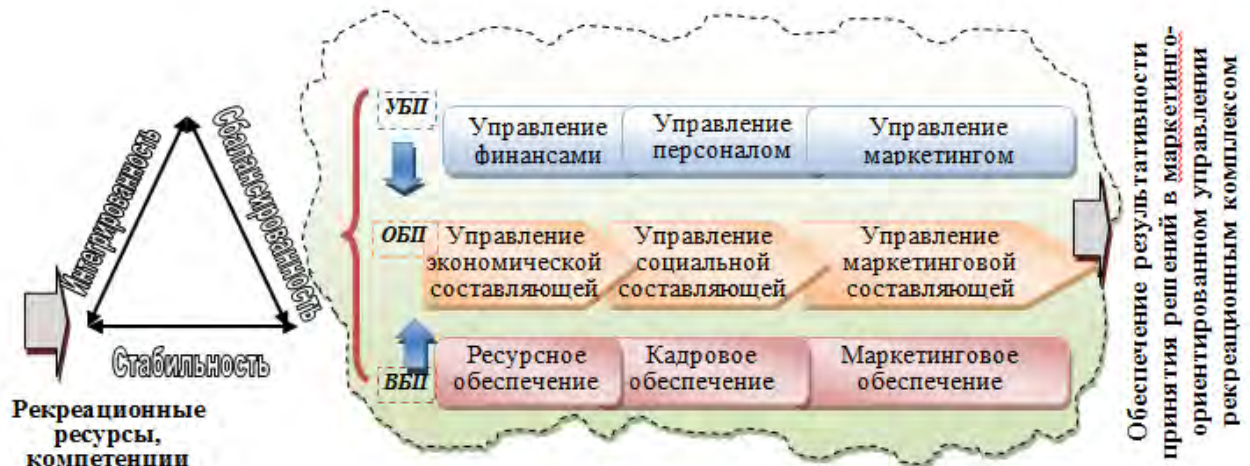 Интегрированность
Сбалансированность
Стабильность
Рекреационные
ресурсы,
компетенции
УБП
Управление
финансами
Управление
персоналом
Управление
маркетингом
ОБП
Управление
экономической
составляющей
Управление
социальной
составляющей
Управление
маркетинговой
составляющей
ВБП
Ресурсное
обеспечение
Кадровое
обеспечение
Маркетинговое
обеспечение
Обеспечение результативности
принятия решений в маркетинго-
ориентированном управлении
рекреационным комплексом